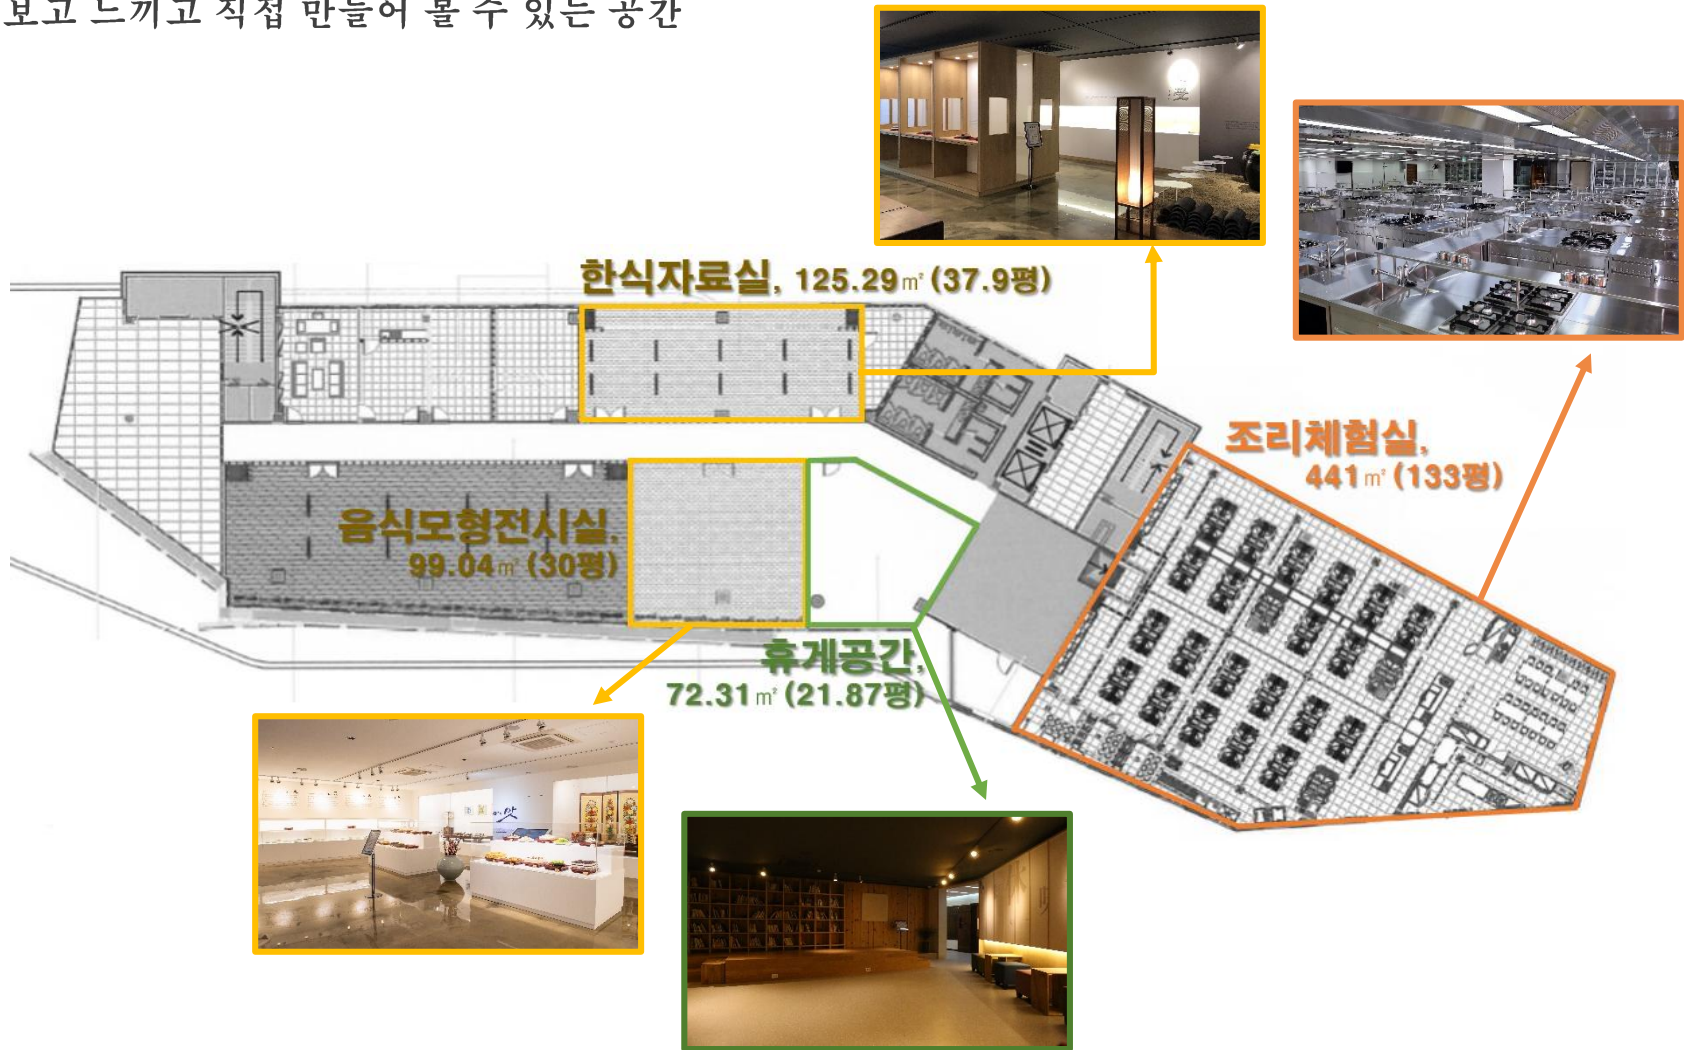 보고 느끼고 직접 만들어 볼 수 있는 공간
한식자료실, 125.29㎡ (37.9평)
조리체험실,
441㎡ (133평)
음식모형전시실,
99.04㎡ (30평)
휴게공간,
72.31㎡ (21.87평)
맛